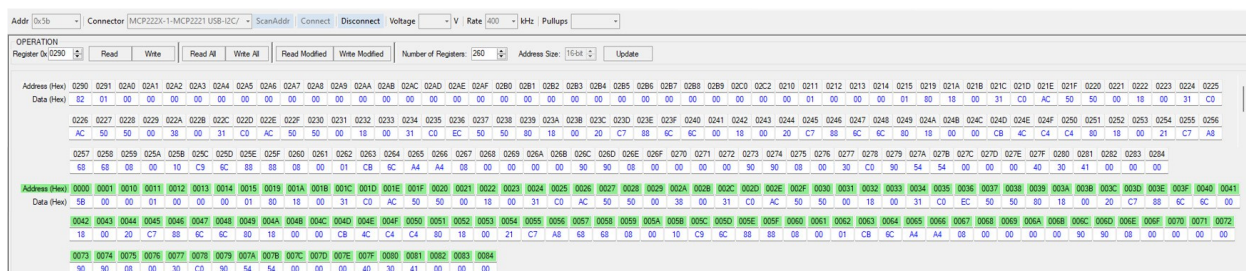 Addr 0x5b Connector MCP222X-1-MCP2221 USB-I2C/ ScanAddr Connect Disconnect Voltage V Rate 400 kHz Pullups
OPERATION
Register 0x 0290 Read Write Read All Write All Read Modified Write Modified Number of Registers: 260 Address Size: 16-bit Update
Address (Hex) 0290 0291 02A0 02A1 02A8 02A9 02AA 02AB 02AC 02AD 02AE 02AF 02B0 02B1 02B2 02B3 02B4 02B5 02B6 02B7 02B8 02B9 02C0 02C2 0210 0211 0212 0213 0214 0215 0219 021A 021B 021C 021D 021E 021F 0220 0221 0222 0223 0224 0225
Data (Hex) 82 01 00 00 00 00 00 00 00 00 00 00 00 00 00 00 00 00 00 00 00 00 00 00 00 01 00 00 00 01 80 18 00 31 C0 AC 50 50 00 18 00 31 C0
0226 0227 0228 0229 022A 022B 022C 022D 022E 022F 0230 0231 0232 0233 0234 0235 0236 0237 0238 0239 023A 023B 023C 023D 023E 023F 0240 0241 0242 0243 0244 0245 0246 0247 0248 0249 024A 024B 024C 024D 024E 024F 0250 0251 0252 0253 0254 0255 0256
AC 50 50 00 38 00 31 C0 AC 50 50 00 18 00 31 C0 EC 50 50 80 18 00 20 C7 88 6C 6C 00 18 00 20 C7 88 6C 6C 80 18 00 00 CB 4C C4 C4 80 18 00 21 C7 A8
0257 0258 0259 025A 025B 025C 025D 025E 025F 0260 0261 0262 0263 0264 0265 0266 0267 0268 0269 026A 026B 026C 026D 026E 026F 0270 0271 0272 0273 0274 0275 0276 0277 0278 0279 027A 027B 027C 027D 027E 027F 0280 0281 0282 0283 0284
68 68 08 00 10 C9 6C 88 88 08 00 01 CB 6C A4 A4 08 00 00 00 00 90 90 08 00 00 00 00 90 90 08 00 30 C0 90 54 54 00 00 00 40 30 41 00 00 00
Address (Hex) 0000 0001 0010 0011 0012 0013 0014 0015 0019 001A 001B 001C 001D 001E 001F 0020 0021 0022 0023 0024 0025 0026 0027 0028 0029 002A 002B 002C 002D 002E 002F 0030 0031 0032 0033 0034 0035 0036 0037 0038 0039 003A 003B 003C 003D 003E 003F 0040 0041
Data (Hex) 5B 00 00 01 00 00 00 01 80 18 00 31 C0 AC 50 50 00 18 00 31 C0 AC 50 50 00 38 00 31 C0 AC 50 50 00 18 00 31 C0 EC 50 50 80 18 00 20 C7 88 6C 6C 00
0042 0043 0044 0045 0046 0047 0048 0049 004A 004B 004C 004D 004E 004F 0050 0051 0052 0053 0054 0055 0056 0057 0058 0059 005A 005B 005C 005D 005E 005F 0060 0061 0062 0063 0064 0065 0066 0067 0068 0069 006A 006B 006C 006D 006E 006F 0070 0071 0072
18 00 20 C7 88 6C 6C 80 18 00 00 CB 4C C4 C4 80 18 00 21 C7 A8 68 68 08 00 10 C9 6C 88 88 08 00 01 CB 6C A4 A4 08 00 00 00 00 90 90 08 00 00 00 00
0073 0074 0075 0076 0077 0078 0079 007A 007B 007C 007D 007E 007F 0080 0081 0082 0083 0084
90 90 08 00 30 C0 90 54 54 00 00 00 40 30 41 00 00 00